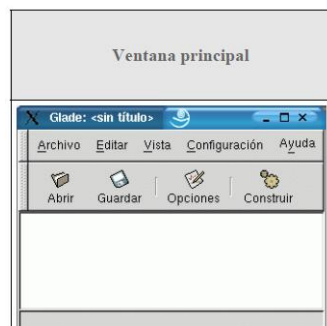 Ventana principal
Glade: <sin título>
Archivo Editar Vista Configuración Ayuda
Abrir Guardar Opciones Construir